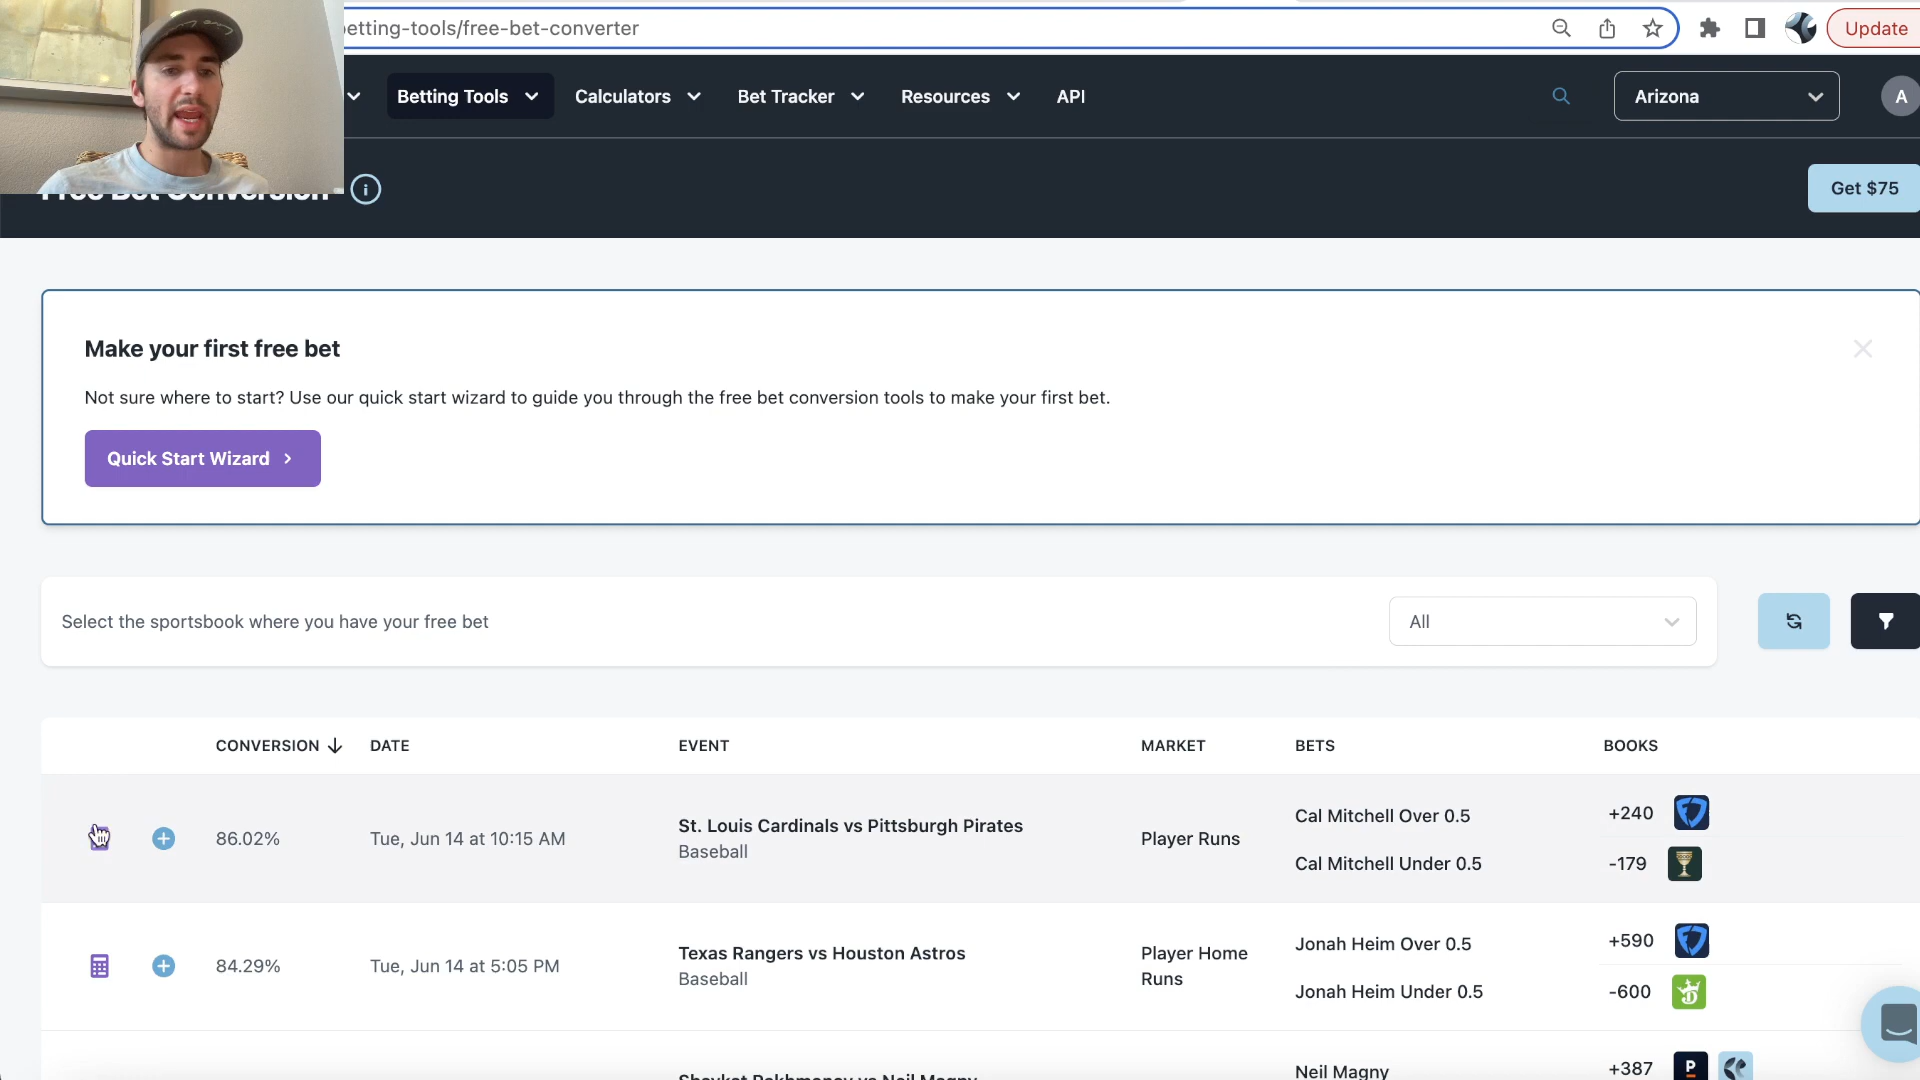 betting-tools/free-bet-converter
Update
Betting Tools
Calculators
Bet Tracker
Resources
API
Arizona
A
Free Bet Conversion
Get $75
Make your first free bet
Not sure where to start? Use our quick start wizard to guide you through the free bet conversion tools to make your first bet.
Quick Start Wizard
Select the sportsbook where you have your free bet
All
CONVERSION DATE EVENT MARKET BETS BOOKS
86.02% Tue, Jun 14 at 10:15 AM
St. Louis Cardinals vs Pittsburgh Pirates
Baseball
Player Runs
Cal Mitchell Over 0.5 +240
Cal Mitchell Under 0.5 -179
84.29% Tue, Jun 14 at 5:05 PM
Texas Rangers vs Houston Astros
Baseball
Player Home
Runs
Jonah Heim Over 0.5 +590
Jonah Heim Under 0.5 -600
Neil Magny +387
P